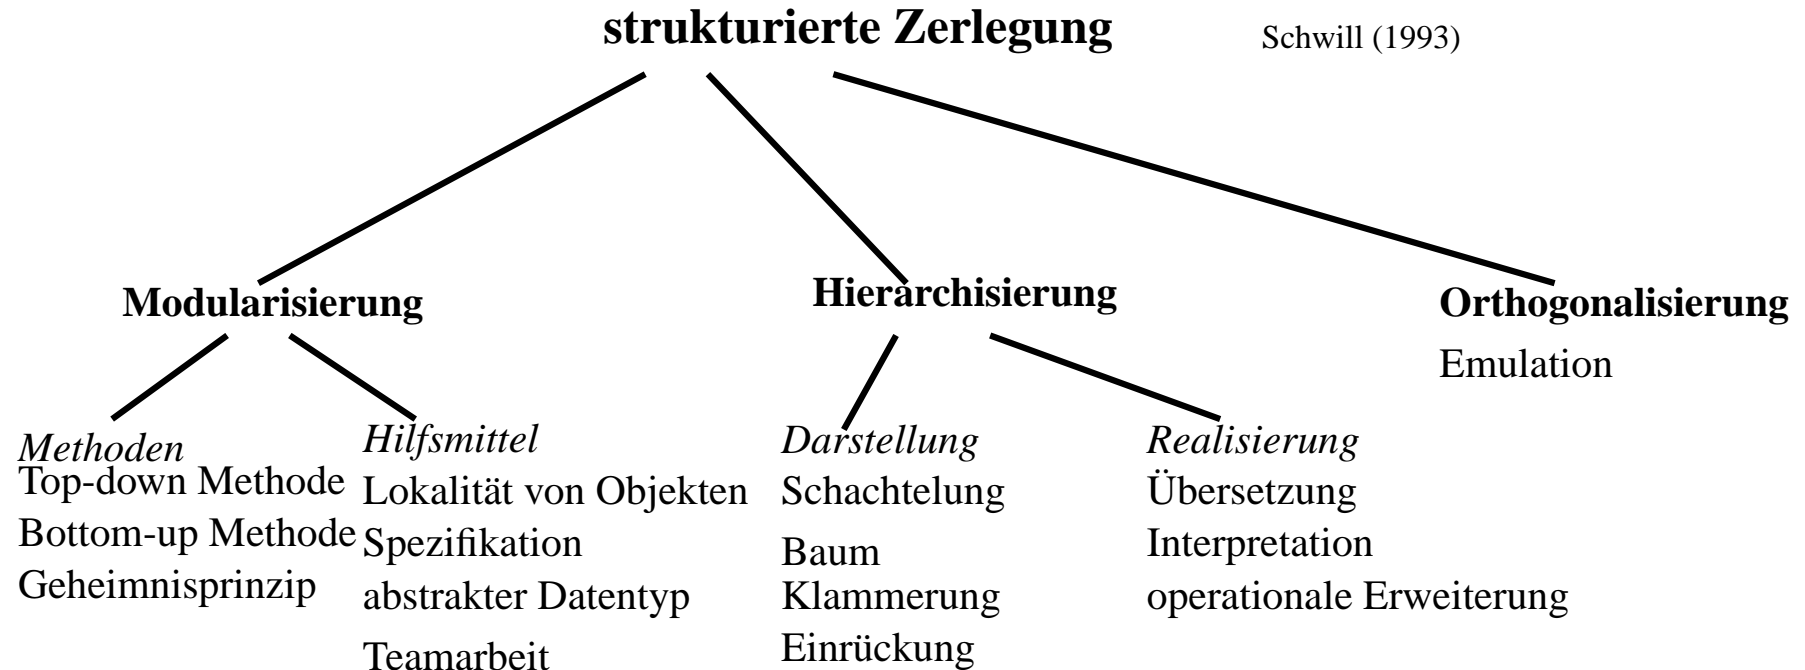 strukturierte Zerlegung
Schwill (1993)
Modularisierung
Hierarchisierung
Orthogonalisierung
Emulation
Methoden
Top-down Methode
Bottom-up Methode
Geheimnisprinzip
Hilfsmittel
Lokalität von Objekten
Spezifikation
abstrakter Datentyp
Teamarbeit
Darstellung
Schachtelung
Baum
Klammerung
Einrückung
Realisierung
Übersetzung
Interpretation
operationale Erweiterung